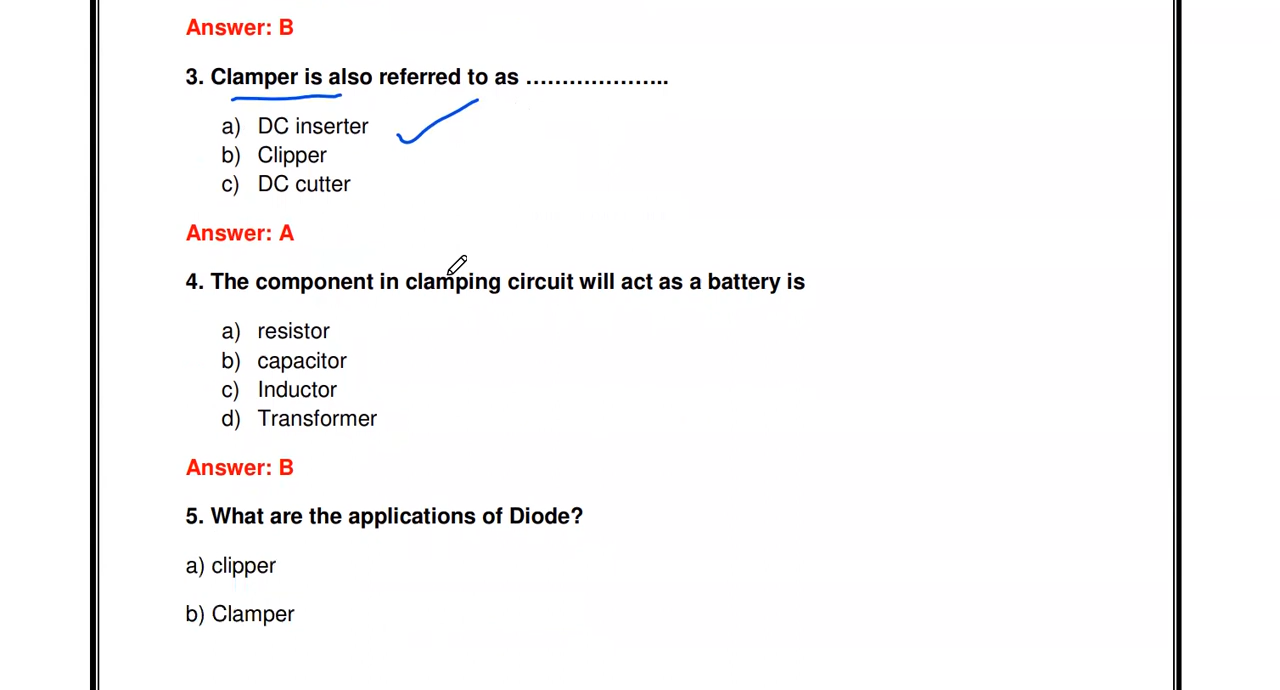 Answer: B
3. Clamper is also referred to as …………………..
a) DC inserter
b) Clipper
c) DC cutter
Answer: A
4. The component in clamping circuit will act as a battery is
a) resistor
b) capacitor
c) Inductor
d) Transformer
Answer: B
5. What are the applications of Diode?
a) clipper
b) Clamper